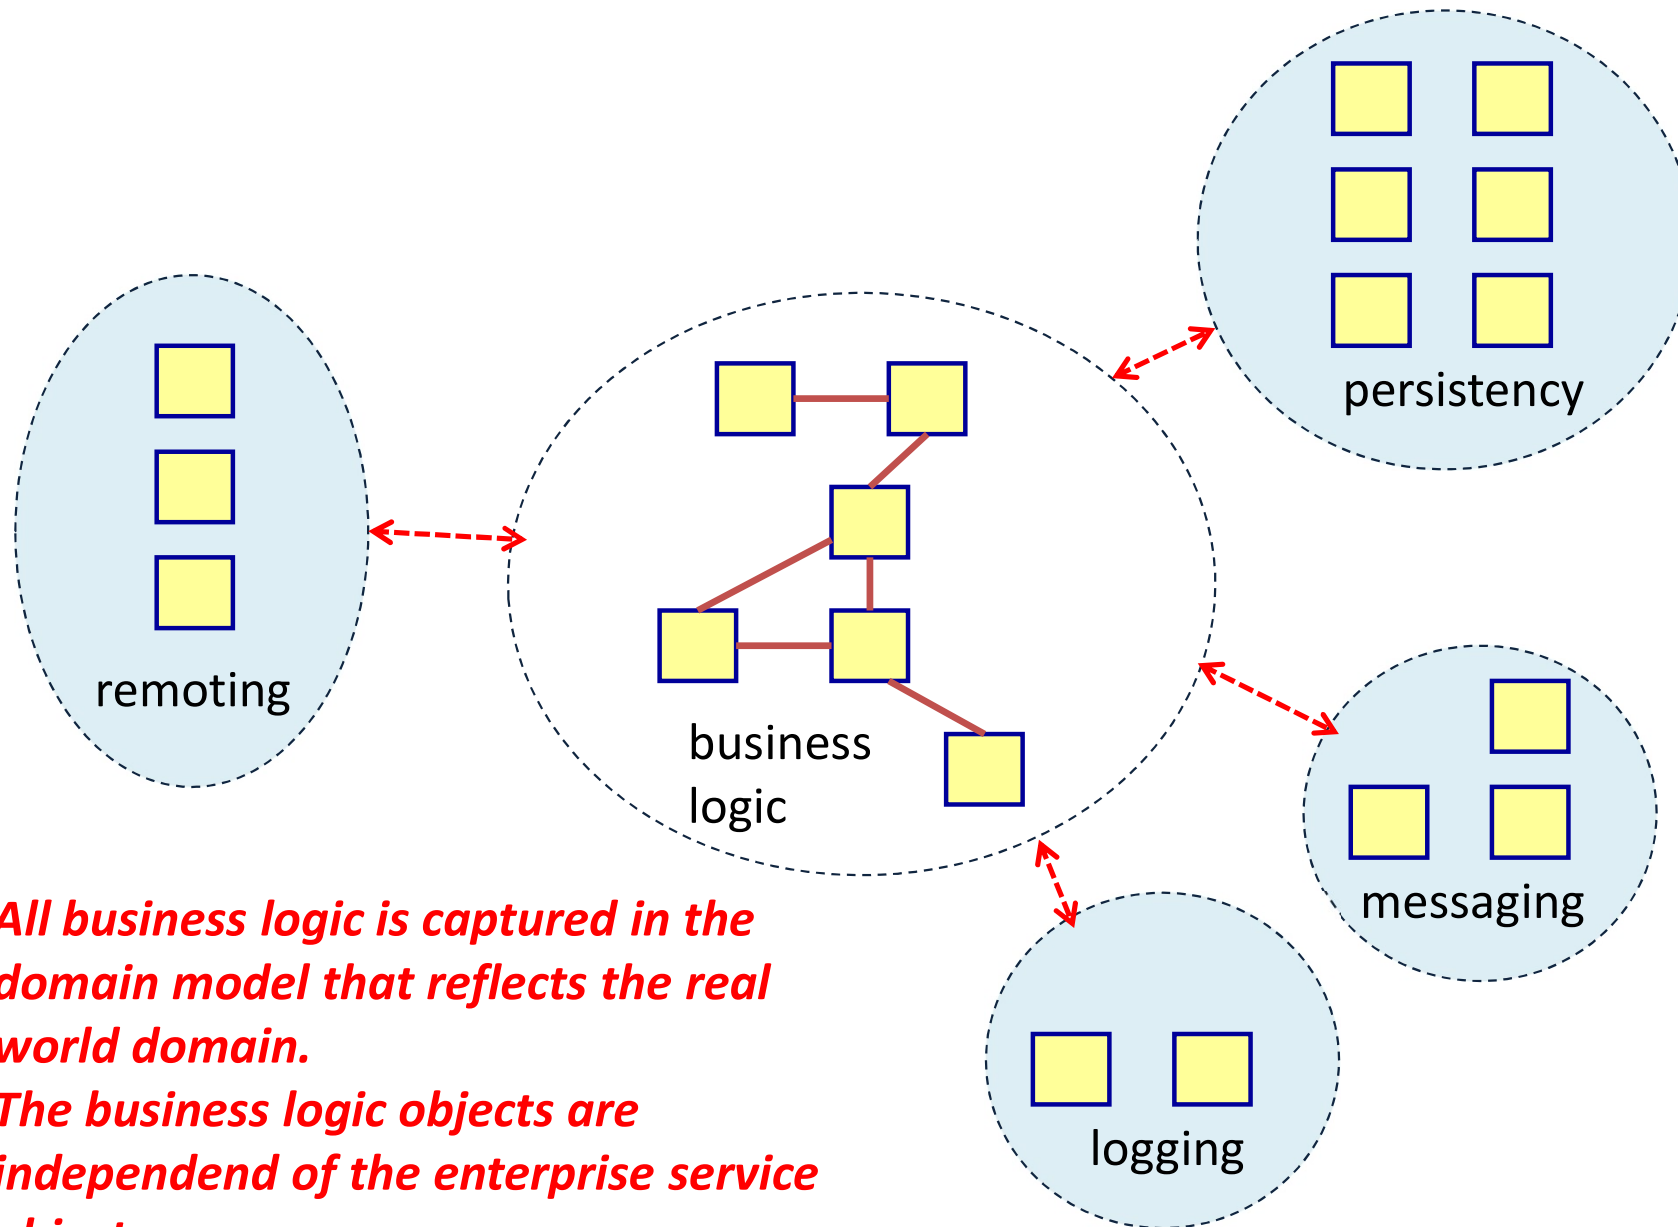 persistency
remoting
business
logic
messaging
logging
All business logic is captured in the
domain model that reflects the real
world domain.
The business logic objects are
independend of the enterprise service